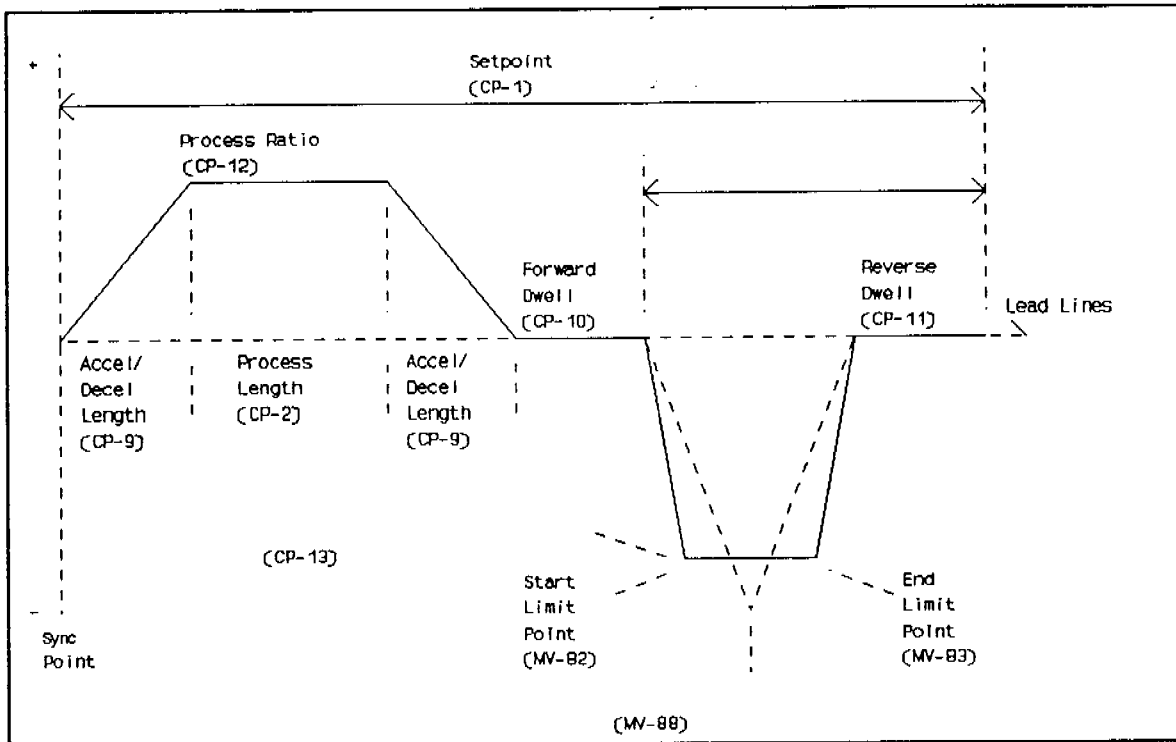 +
Setpoint
(CP-1)
Process Ratio
(CP-12)
Forward
Dwell
(CP-10)
Reverse
Dwell
(CP-11)
Lead Lines
Accel/
Decel
Length
(CP-9)
Process
Length
(CP-2)
Accel/
Decel
Length
(CP-9)
(CP-13)
Start
Limit
Point
(MV-82)
End
Limit
Point
(MV-83)
-
Sync
Point
(MV-88)